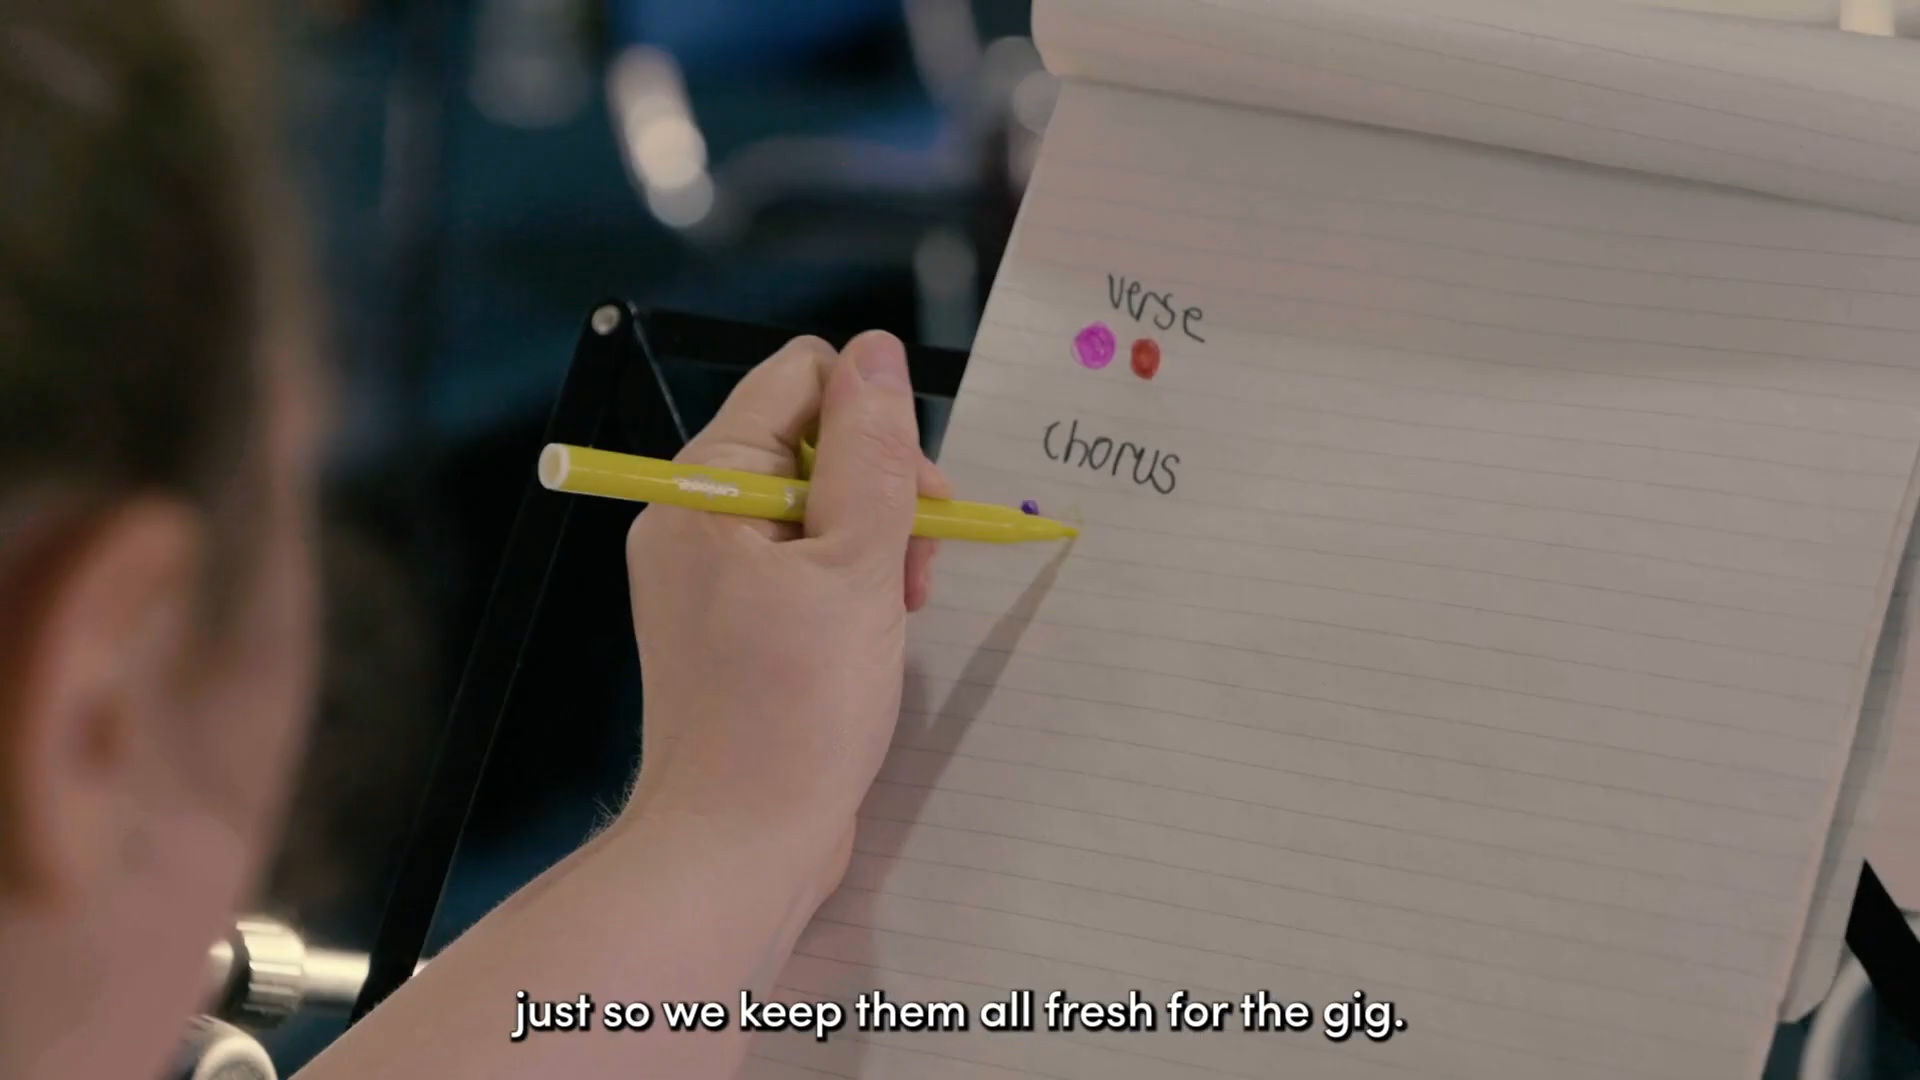 verse
chorus
just so we keep them all fresh for the gig.